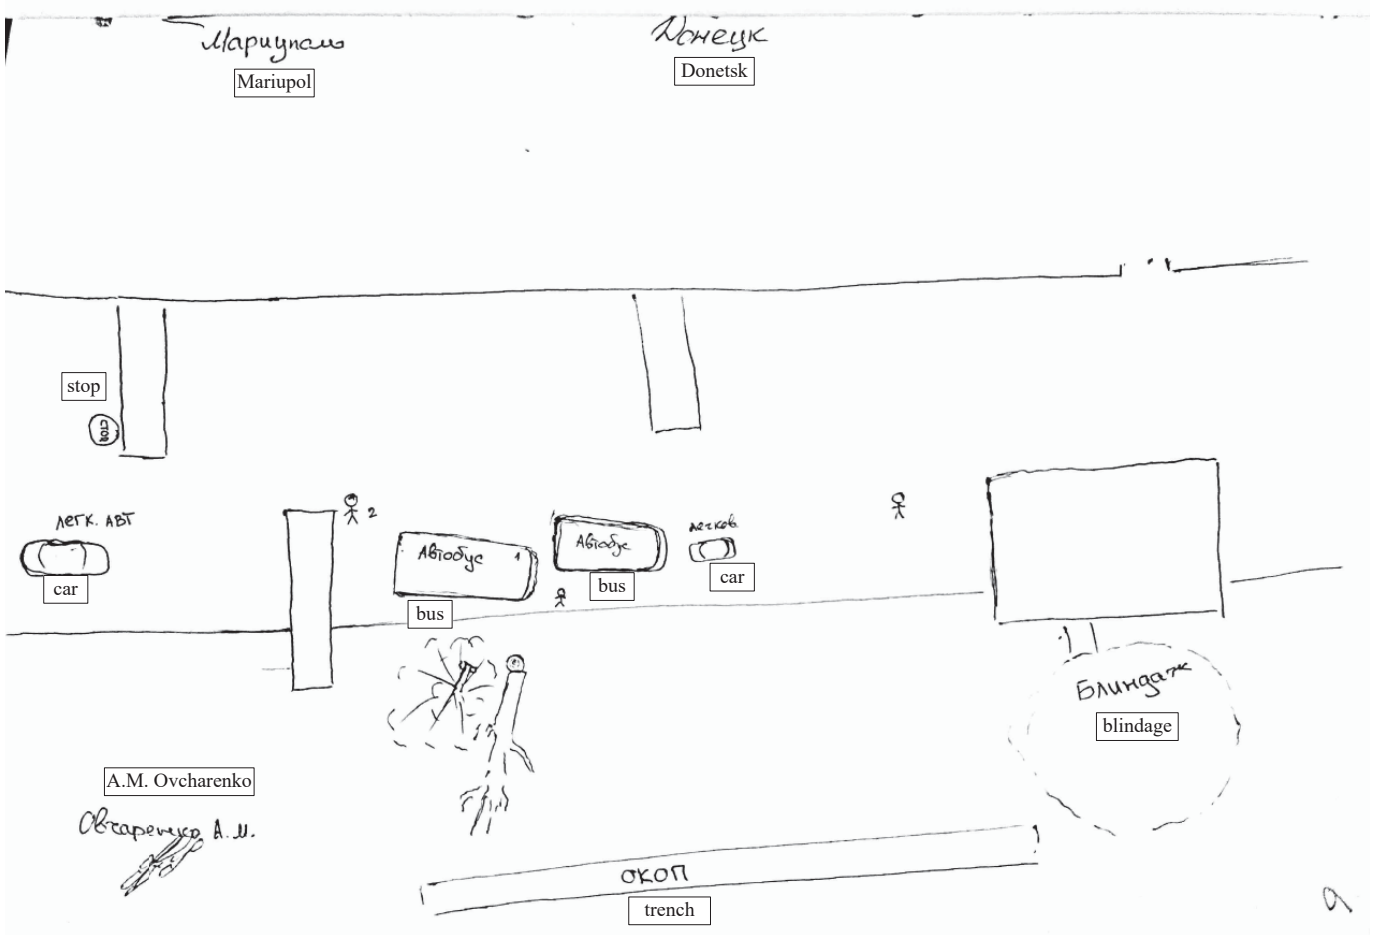 Мариуполь
Mariupol
Донецк
Donetsk
stop
СТОП
легк. авт
car
2
Автобус 1
bus
Автобус
bus
легков.
car
Блиндаж
blindage
A.M. Ovcharenko
Овчаренко А.М.
окоп
trench